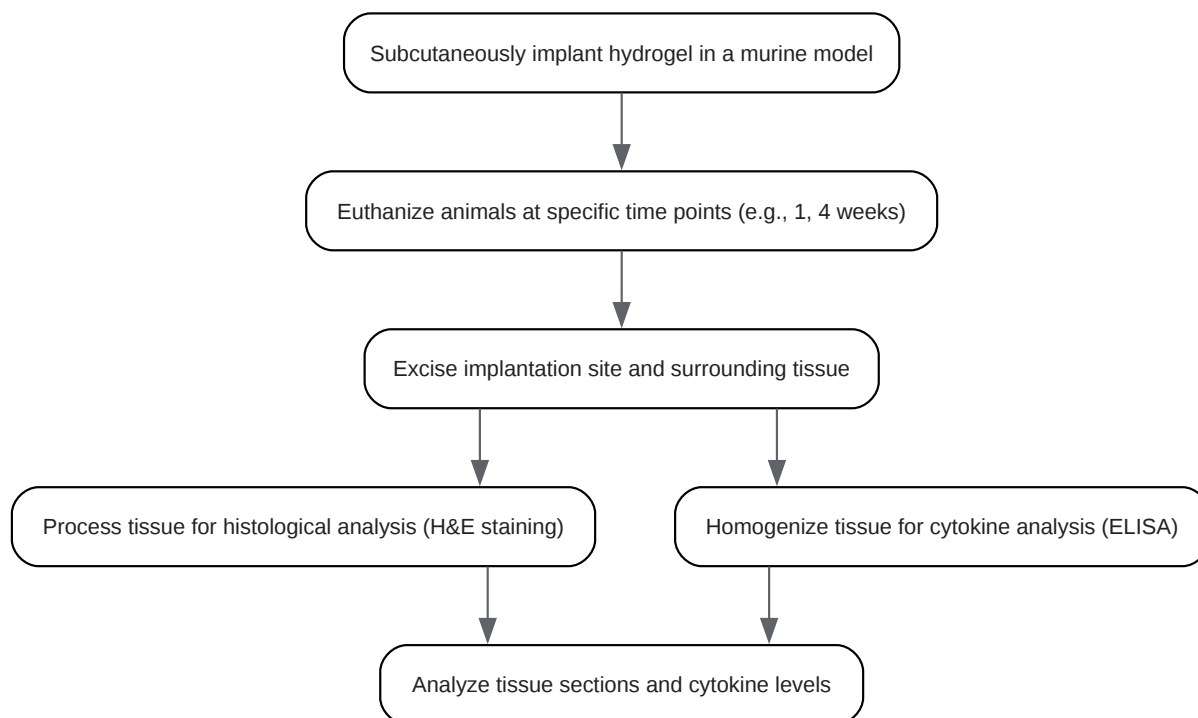 Subcutaneously implant hydrogel in a murine model
Euthanize animals at specific time points (e.g., 1, 4 weeks)
Excise implantation site and surrounding tissue
Process tissue for histological analysis (H&E staining)
Homogenize tissue for cytokine analysis (ELISA)
Analyze tissue sections and cytokine levels